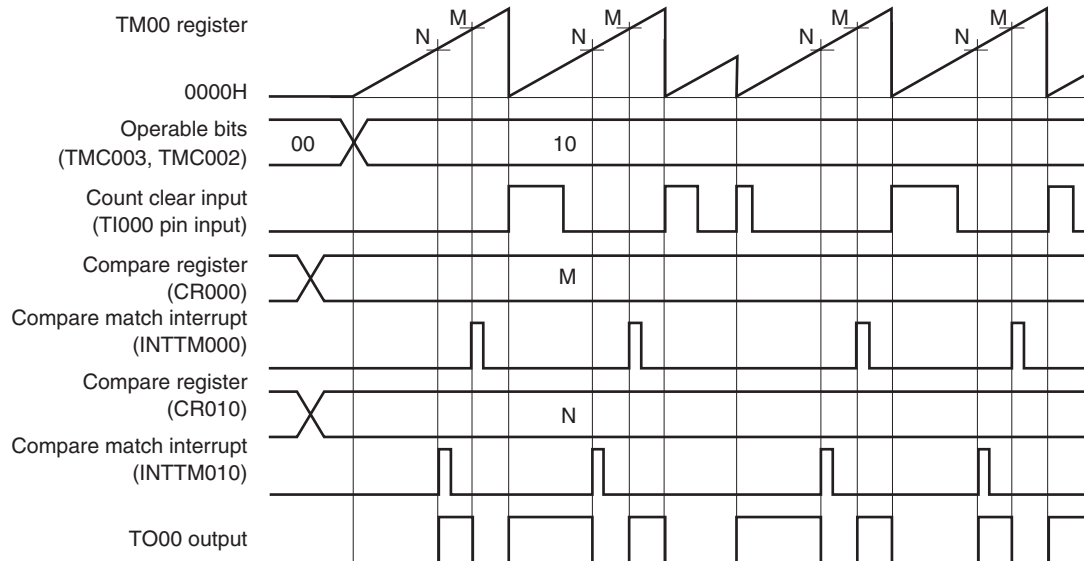 TM00 register
N M N M N M N M
0000H
Operable bits
(TMC003, TMC002)
00 10
Count clear input
(TI000 pin input)
Compare register
(CR000)
M
Compare match interrupt
(INTTM000)
Compare register
(CR010)
N
Compare match interrupt
(INTTM010)
TO00 output